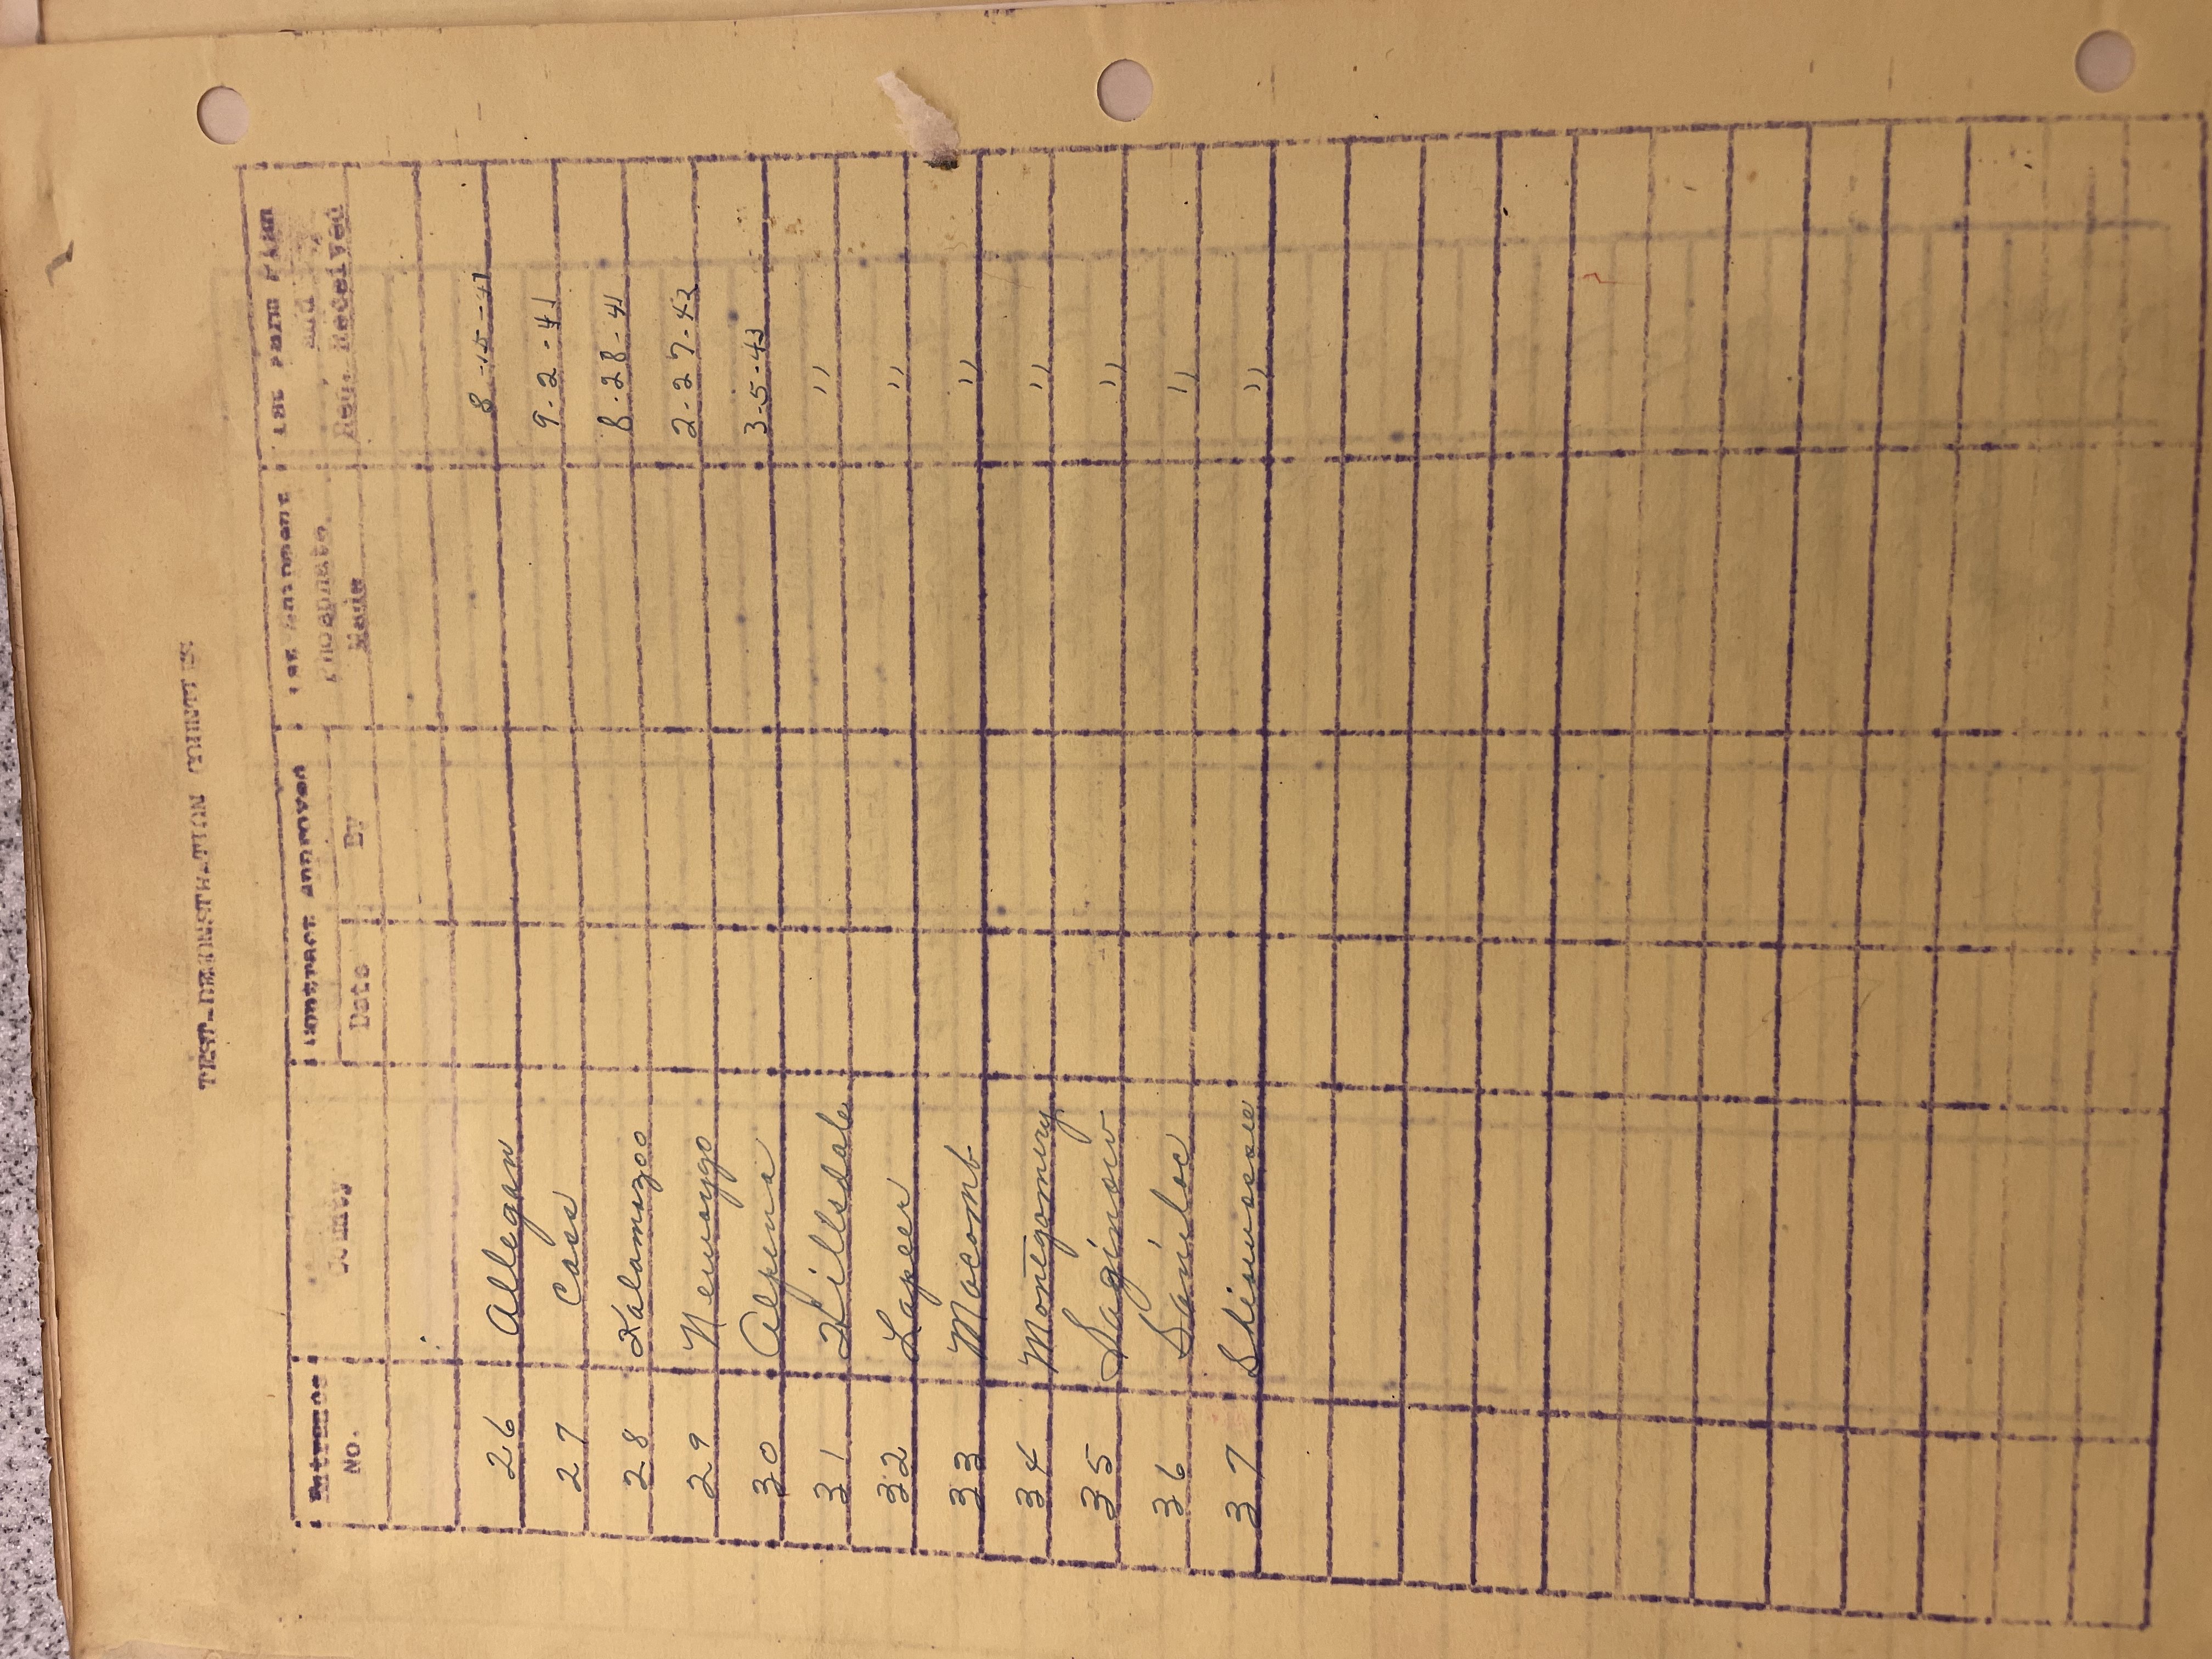 TEST-DEMONSTRATION COUNTIES
Entrance No. County Contract Approved Date By 1st Shipment Phosphate Made 1st Farm Plan and Req. Received
26 Allegan 8-15-41
27 Cass 9-2-41
28 Kalamazoo 8-28-41
29 Newaygo 2-27-42
30 Alpena 3-5-43
31 Hillsdale "
32 Lapeer "
33 Macomb "
34 Montgomery "
35 Saginaw "
36 Sanilac "
37 Shiawassee "